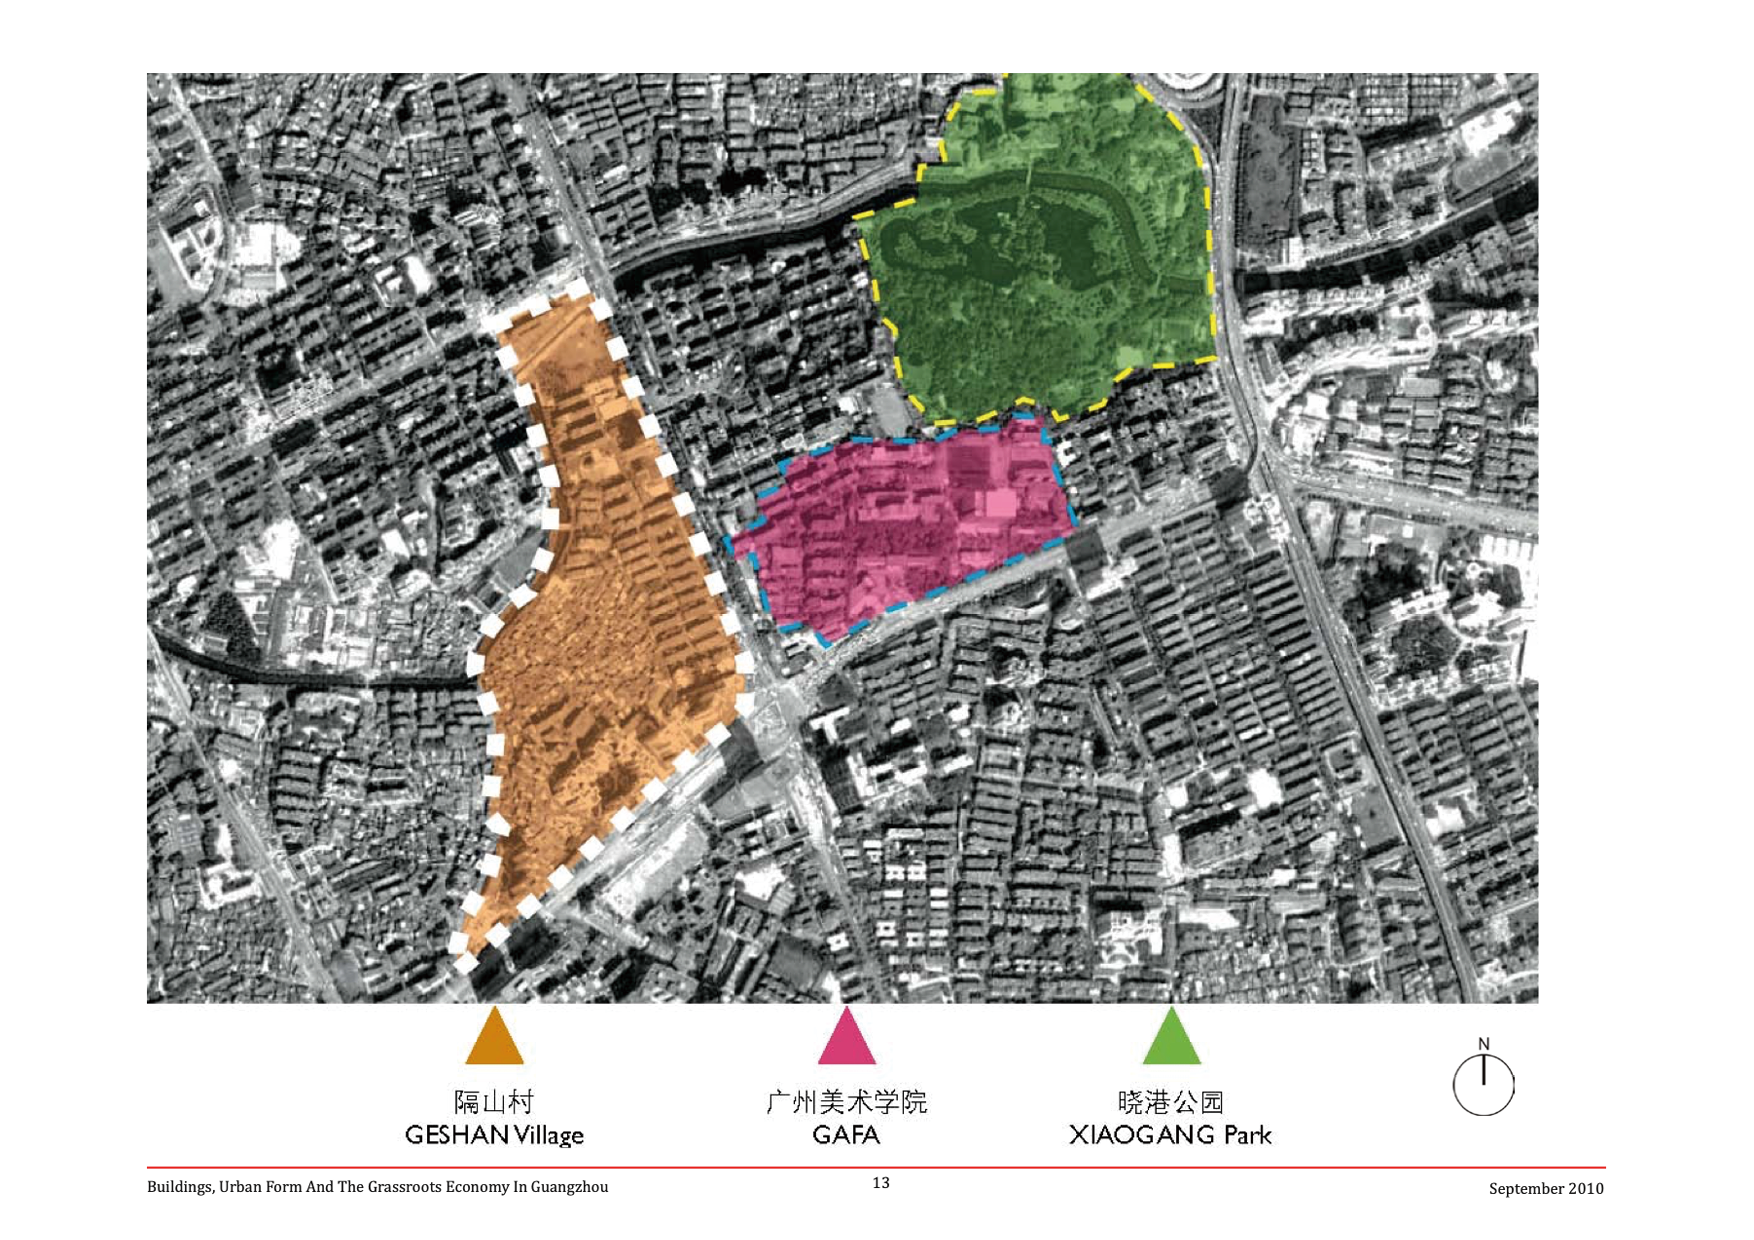 隔山村
GESHAN Village
广州美术学院
GAFA
晓港公园
XIAOGANG Park
N
Buildings, Urban Form And The Grassroots Economy In Guangzhou
13
September 2010